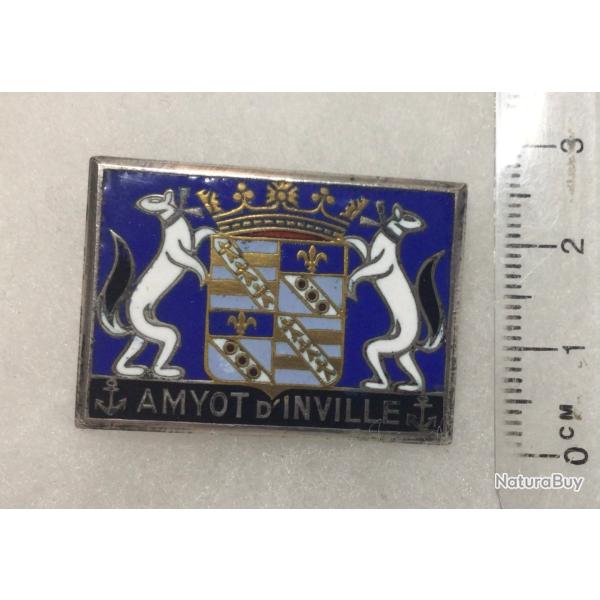 AMYOT D'INVILLE
0 CM 1 2 3
NaturaBuy